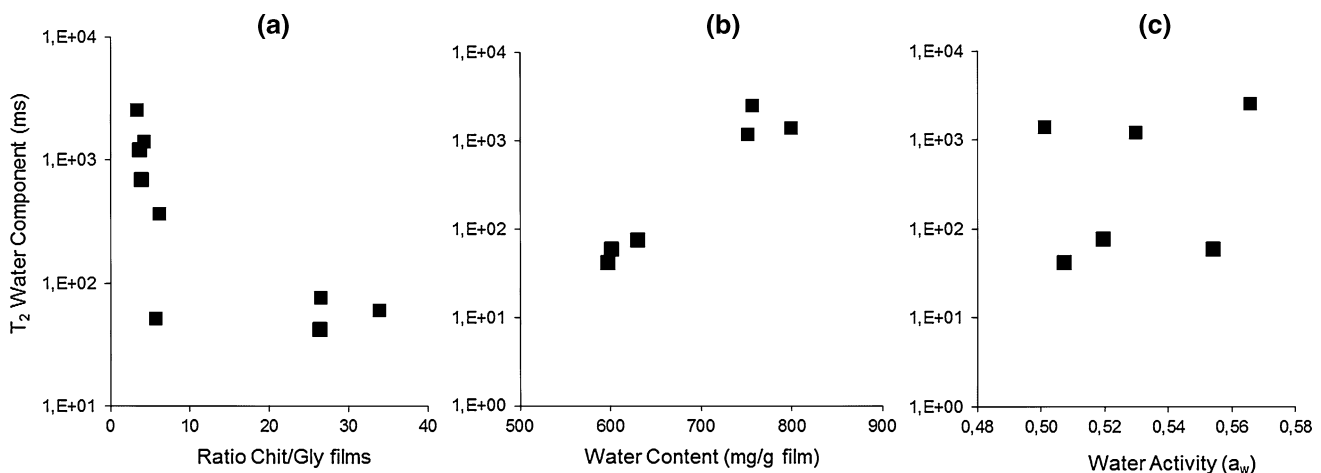 (a)
(b)
(c)
T2 Water Component (ms)
1,E+04
1,E+03
1,E+02
1,E+01
0
10
20
30
40
Ratio Chit/Gly films
1,E+04
1,E+03
1,E+02
1,E+01
1,E+00
500
600
700
800
900
Water Content (mg/g film)
1,E+04
1,E+03
1,E+02
1,E+01
1,E+00
0,48
0,50
0,52
0,54
0,56
0,58
Water Activity (aw)